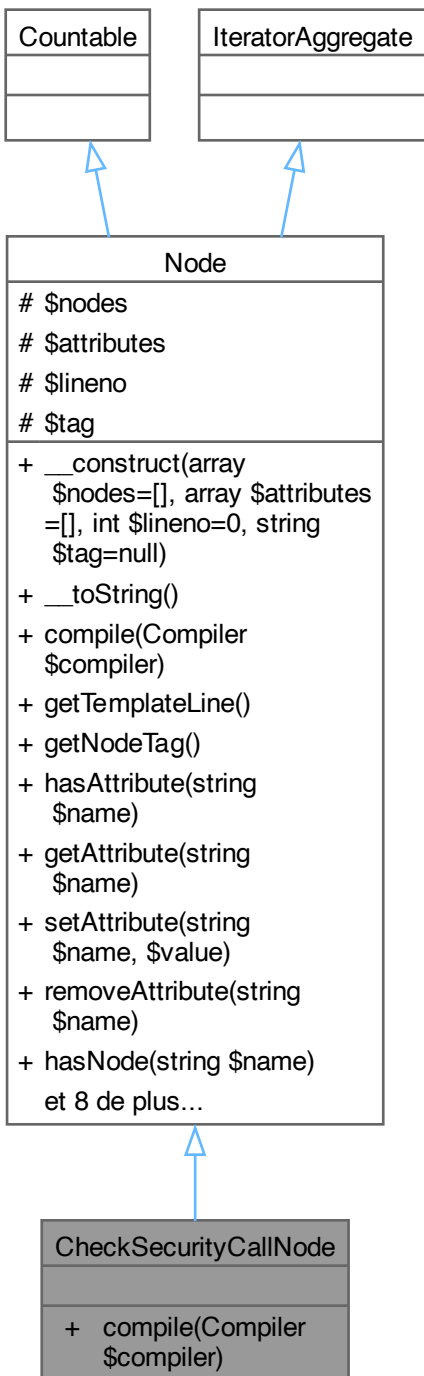 Countable
IteratorAggregate
Node
# $nodes
# $attributes
# $lineno
# $tag
+ __construct(array
$nodes=[], array $attributes
=[], int $lineno=0, string
$tag=null)
+ __toString()
+ compile(Compiler
$compiler)
+ getTemplateLine()
+ getNodeTag()
+ hasAttribute(string
$name)
+ getAttribute(string
$name)
+ setAttribute(string
$name, $value)
+ removeAttribute(string
$name)
+ hasNode(string $name)
et 8 de plus...
CheckSecurityCallNode
+ compile(Compiler
$compiler)